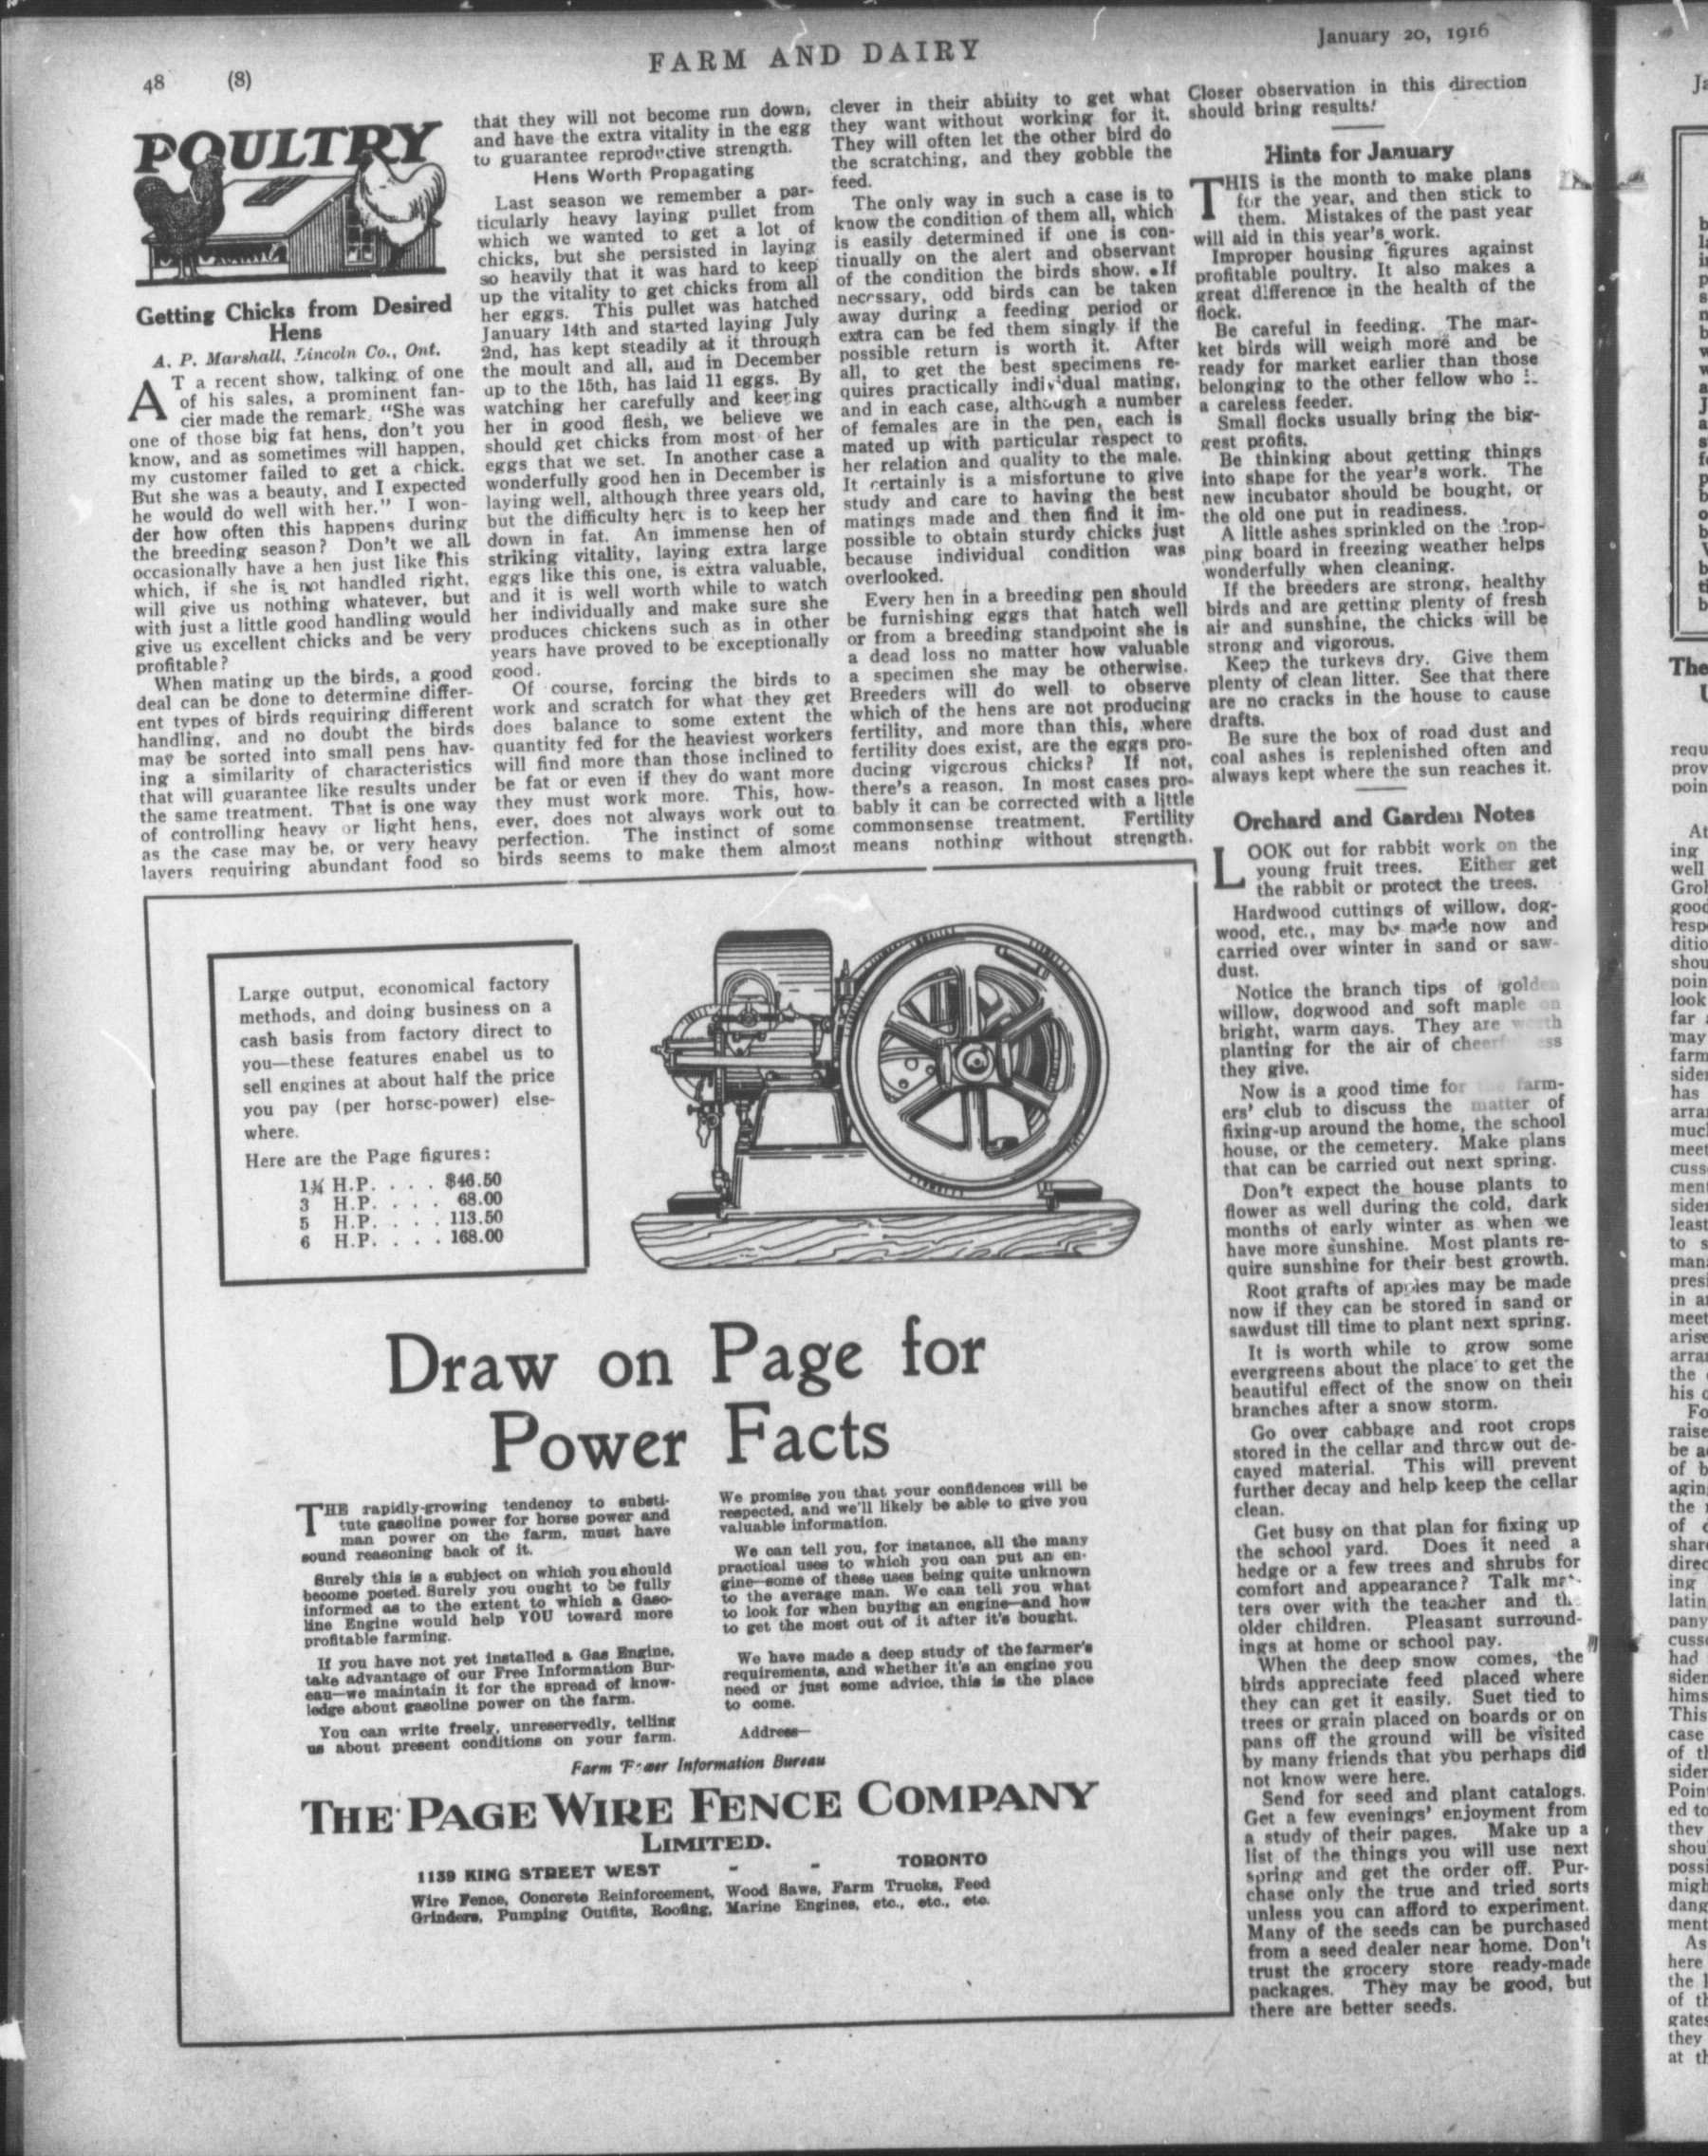 48 (8)
FARM AND DAIRY
January 20, 1916
POULTRY
Getting Chicks from Desired
Hens
A. P. Marshall, Lincoln Co., Ont.
AT a recent show, talking of one
of his sales, a prominent fan-
cier made the remark, "She was
one of those big fat hens, don't you
know, and as sometimes will happen,
my customer failed to get a chick.
But she was a beauty, and I expected
he would do well with her." I won-
der how often this happens during
the breeding season? Don't we all
occasionally have a hen just like this
which, if she is not handled right,
will give us nothing whatever, but
with just a little good handling would
give us excellent chicks and be very
profitable?
When mating up the birds, a good
deal can be done to determine differ-
ent types of birds requiring different
handling, and no doubt the birds
may be sorted into small pens hav-
ing a similarity of characteristics
that will guarantee like results under
the same treatment. That is one way
of controlling heavy or light hens,
as the case may be, or very heavy
layers requiring abundant food so
that they will not become run down,
and have the extra vitality in the egg
to guarantee reproductive strength.
Hens Worth Propagating
Last season we remember a par-
ticularly heavy laying pullet from
which we wanted to get a lot of
chicks, but she persisted in laying
so heavily that it was hard to keep
up the vitality to get chicks from all
her eggs. This pullet was hatched
January 14th and started laying July
2nd, has kept steadily at it through
the moult and all, and in December
up to the 15th, has laid 11 eggs. By
watching her carefully and keeping
her in good flesh, we believe we
should get chicks from most of her
eggs that we set. In another case a
wonderfully good hen in December is
laying well, although three years old,
but the difficulty here is to keep her
down in fat. An immense hen of
striking vitality, laying extra large
eggs like this one, is extra valuable,
and it is well worth while to watch
her individually and make sure she
produces chickens such as in other
years have proved to be exceptionally
good.
Of course, forcing the birds to
work and scratch for what they get
does balance to some extent the
quantity fed for the heaviest workers
will find more than those inclined to
be fat or even if they do want more
they must work more. This, how-
ever, does not always work out to
perfection. The instinct of some
birds seems to make them almost
clever in their ability to get what
they want without working for it.
They will often let the other bird do
the scratching, and they gobble the
feed.
The only way in such a case is to
know the condition of them all, which
is easily determined if one is con-
tinually on the alert and observant
of the condition the birds show. If
necessary, odd birds can be taken
away during a feeding period or
extra can be fed them singly if the
possible return is worth it. After
all, to get the best specimens re-
quires practically individual mating,
and in each case, although a number
of females are in the pen, each is
mated up with particular respect to
her relation and quality to the male.
It certainly is a misfortune to give
study and care to having the best
matings made and then find it im-
possible to obtain sturdy chicks just
because individual condition was
overlooked.
Every hen in a breeding pen should
be furnishing eggs that hatch well
or from a breeding standpoint she is
a dead loss no matter how valuable
a specimen she may be otherwise.
Breeders will do well to observe
which of the hens are not producing
fertility, and more than this, where
fertility does exist, are the eggs pro-
ducing vigorous chicks? If not,
there's a reason. In most cases pro-
bably it can be corrected with a little
commonsense treatment. Fertility
means nothing without strength.
Closer observation in this direction
should bring results!
Hints for January
THIS is the month to make plans
for the year, and then stick to
them. Mistakes of the past year
will aid in this year's work.
Improper housing figures against
profitable poultry. It also makes a
great difference in the health of the
flock.
Be careful in feeding. The mar-
ket birds will weigh more and be
ready for market earlier than those
belonging to the other fellow who is
a careless feeder.
Small flocks usually bring the big-
gest profits.
Be thinking about getting things
into shape for the year's work. The
new incubator should be bought, or
the old one put in readiness.
A little ashes sprinkled on the drop-
ping board in freezing weather helps
wonderfully when cleaning.
If the breeders are strong, healthy
birds and are getting plenty of fresh
air and sunshine, the chicks will be
strong and vigorous.
Keep the turkeys dry. Give them
plenty of clean litter. See that there
are no cracks in the house to cause
drafts.
Be sure the box of road dust and
coal ashes is replenished often and
always kept where the sun reaches it.
Orchard and Garden Notes
LOOK out for rabbit work on the
young fruit trees. Either get
the rabbit or protect the trees.
Hardwood cuttings of willow, dog-
wood, etc., may be made now and
carried over winter in sand or saw-
dust.
Notice the branch tips of golden
willow, dogwood and soft maple on
bright, warm days. They are worth
planting for the air of cheerfulness
they give.
Now is a good time for the farm-
ers' club to discuss the matter of
fixing-up around the home, the school
house, or the cemetery. Make plans
that can be carried out next spring.
Don't expect the house plants to
flower as well during the cold, dark
months of early winter as when we
have more sunshine. Most plants re-
quire sunshine for their best growth.
Root grafts of apples may be made
now if they can be stored in sand or
sawdust till time to plant next spring.
It is worth while to grow some
evergreens about the place to get the
beautiful effect of the snow on their
branches after a snow storm.
Go over cabbage and root crops
stored in the cellar and throw out de-
cayed material. This will prevent
further decay and help keep the cellar
clean.
Get busy on that plan for fixing up
the school yard. Does it need a
hedge or a few trees and shrubs for
comfort and appearance? Talk mat-
ters over with the teacher and the
older children. Pleasant surround-
ings at home or school pay.
When the deep snow comes, the
birds appreciate feed placed where
they can get it easily. Suet tied to
trees or grain placed on boards or on
pans off the ground will be visited
by many friends that you perhaps did
not know were here.
Send for seed and plant catalogs.
Get a few evenings' enjoyment from
a study of their pages. Make up a
list of the things you will use next
spring and get the order off. Pur-
chase only the true and tried sorts
unless you can afford to experiment.
Many of the seeds can be purchased
from a seed dealer near home. Don't
trust the grocery store ready-made
packages. They may be good, but
there are better seeds.
Large output, economical factory
methods, and doing business on a
cash basis from factory direct to
you—these features enabel us to
sell engines at about half the price
you pay (per horse-power) else-
where.
Here are the Page figures:
1¼ H.P. . . . . $46.50
3 H.P. . . . . 68.00
5 H.P. . . . . 113.50
6 H.P. . . . . 168.00
Draw on Page for
Power Facts
THE rapidly-growing tendency to substi-
tute gasoline power for horse power and
man power on the farm, must have
sound reasoning back of it.
Surely this is a subject on which you should
become posted. Surely you ought to be fully
informed as to the extent to which a Gaso-
line Engine would help YOU toward more
profitable farming.
If you have not yet installed a Gas Engine,
take advantage of our Free Information Bur-
eau—we maintain it for the spread of know-
ledge about gasoline power on the farm.
You can write freely, unreservedly, telling
us about present conditions on your farm.
We promise you that your confidences will be
respected, and we'll likely be able to give you
valuable information.
We can tell you, for instance, all the many
practical uses to which you can put an en-
gine—some of these uses being quite unknown
to the average man. We can tell you what
to look for when buying an engine—and how
to get the most out of it after it's bought.
We have made a deep study of the farmer's
requirements, and whether it's an engine you
need or just some advice, this is the place
to come.
Address—
Farm Power Information Bureau
THE PAGE WIRE FENCE COMPANY
LIMITED.
1139 KING STREET WEST - - TORONTO
Wire Fence, Concrete Reinforcement, Wood Saws, Farm Trucks, Feed
Grinders, Pumping Outfits, Roofing, Marine Engines, etc., etc., etc.